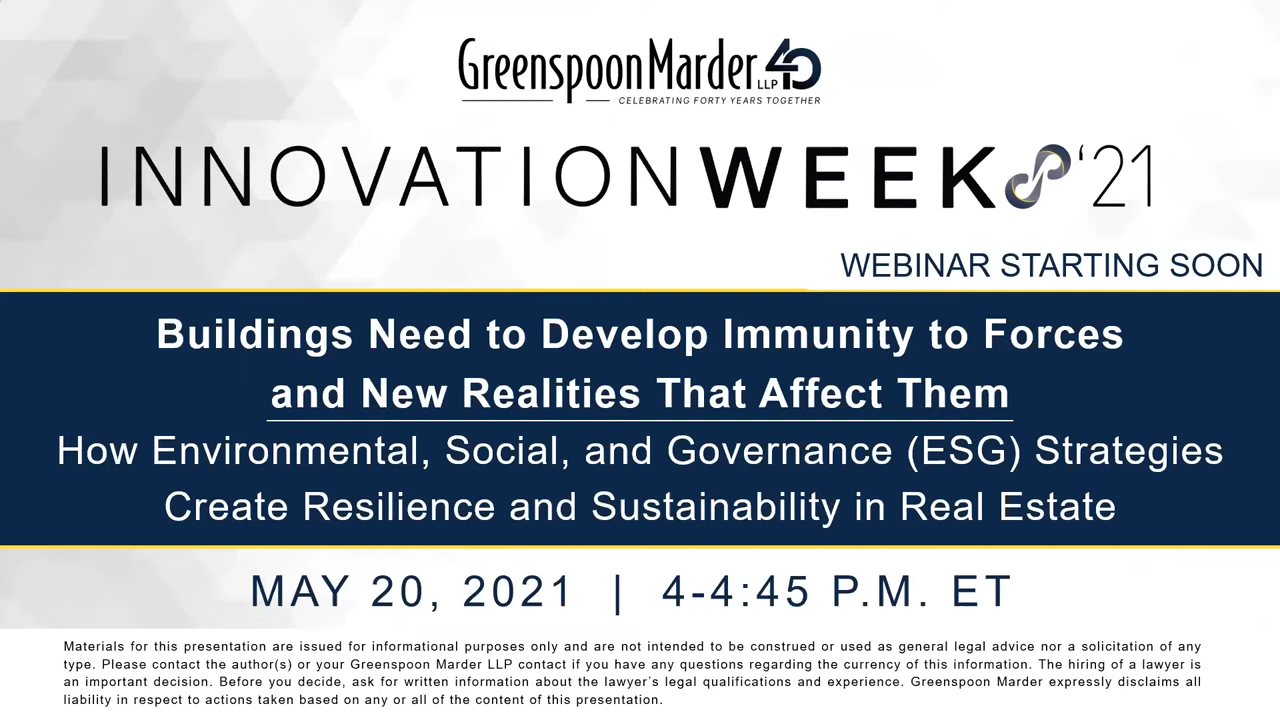 GreenspoonMarder LLP 40
CELEBRATING FORTY YEARS TOGETHER
INNOVATIONWEEK '21
WEBINAR STARTING SOON
Buildings Need to Develop Immunity to Forces
and New Realities That Affect Them
How Environmental, Social, and Governance (ESG) Strategies
Create Resilience and Sustainability in Real Estate
MAY 20, 2021 | 4-4:45 P.M. ET
Materials for this presentation are issued for informational purposes only and are not intended to be construed or used as general legal advice nor a solicitation of any
type. Please contact the author(s) or your Greenspoon Marder LLP contact if you have any questions regarding the currency of this information. The hiring of a lawyer is
an important decision. Before you decide, ask for written information about the lawyer's legal qualifications and experience. Greenspoon Marder expressly disclaims all
liability in respect to actions taken based on any or all of the content of this presentation.